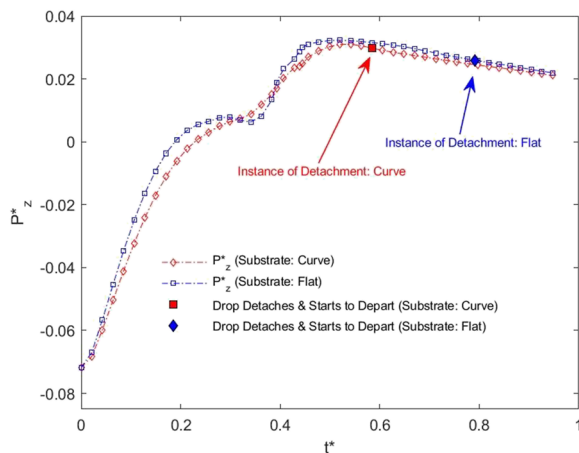 0.04
0.02
0
-0.02
-0.04
-0.06
-0.08
P*z
Instance of Detachment: Curve
Instance of Detachment: Flat
P*z (Substrate: Curve)
P*z (Substrate: Flat)
Drop Detaches & Starts to Depart (Substrate: Curve)
Drop Detaches & Starts to Depart (Substrate: Flat)
0 0.2 0.4 0.6 0.8 1
t*